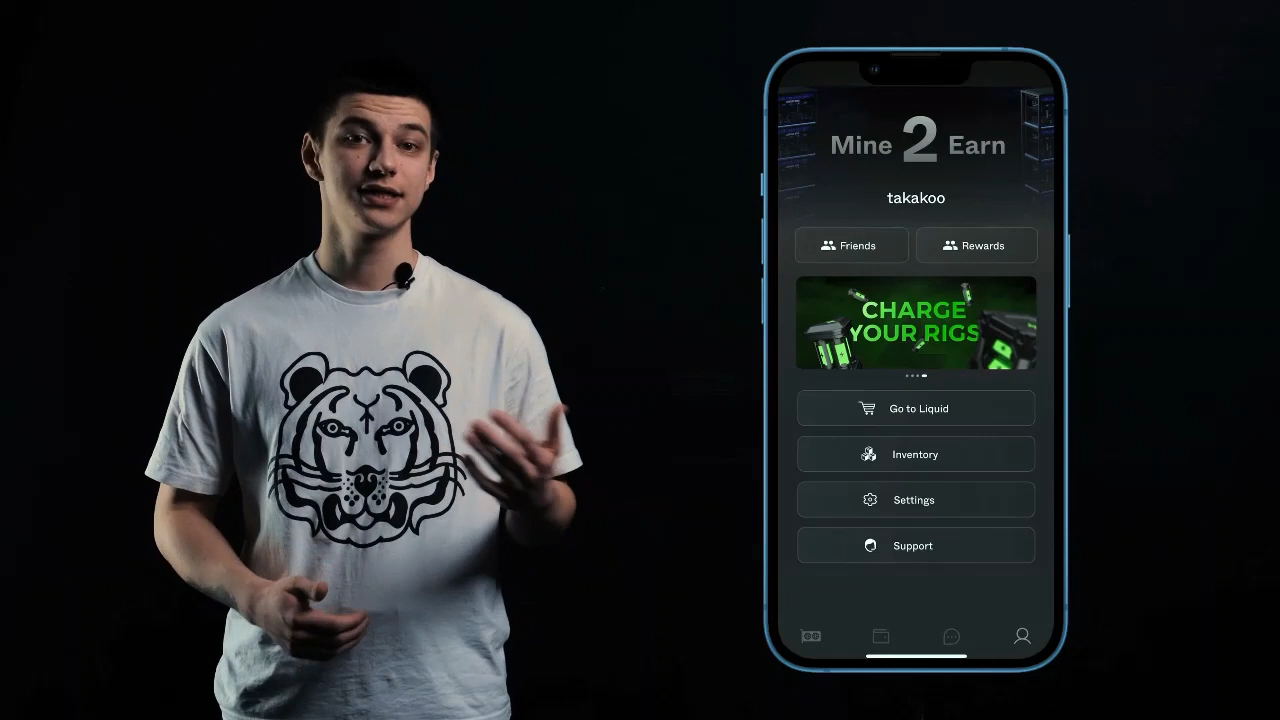 Mine 2 Earn
takakoo
Friends
Rewards
CHARGE
YOUR RIGS
Go to Liquid
Inventory
Settings
Support